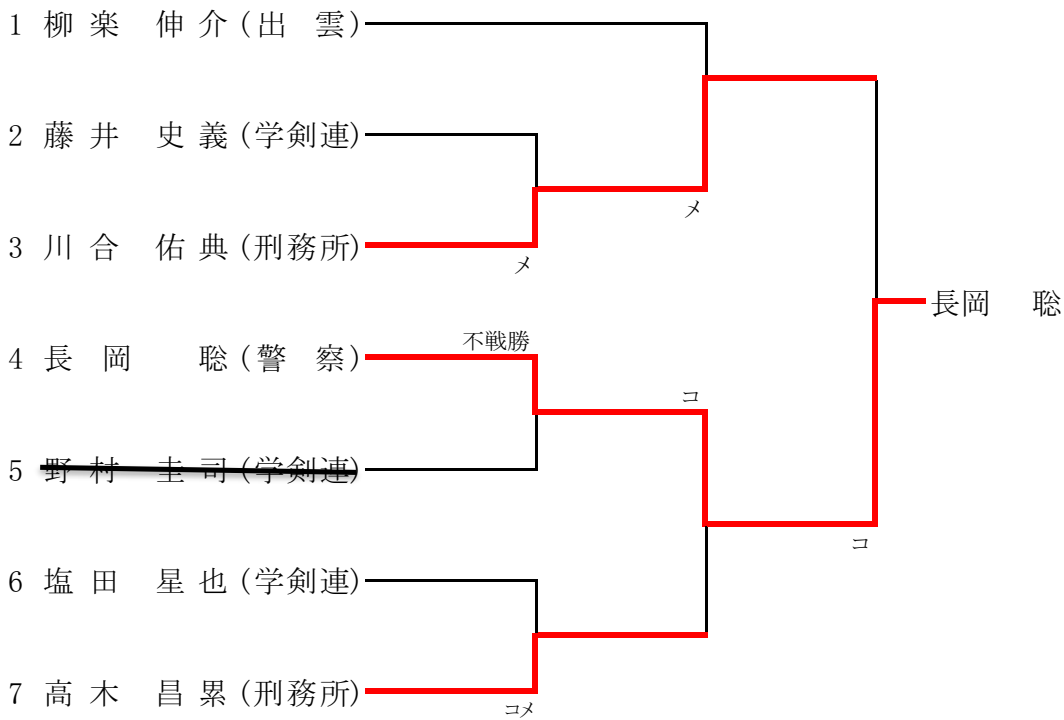 1 柳楽 伸介(出 雲)
2 藤井 史義(学剣連)
メ
3 川合 佑典(刑務所)
メ
長岡 聡
不戦勝
4 長岡 聡(警 察)
コ
5 野村 圭司(学剣連)
コ
6 塩田 星也(学剣連)
7 高木 昌累(刑務所)
コメ